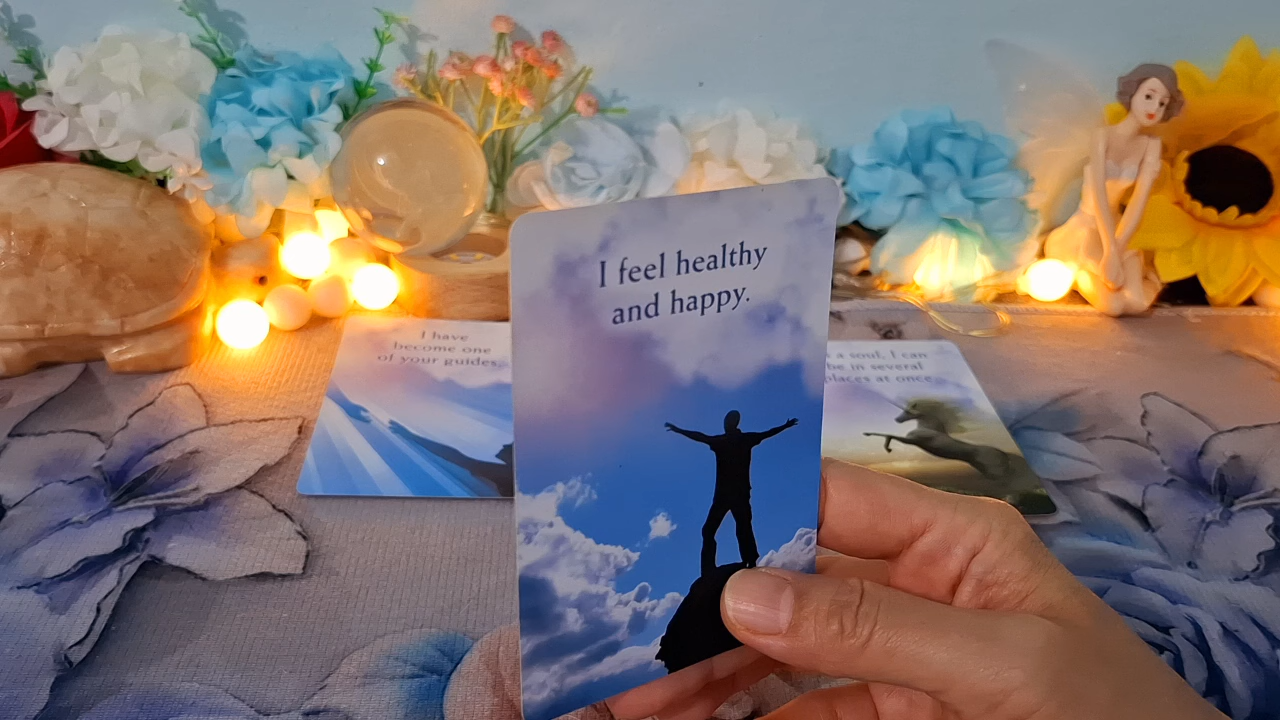 I feel healthy
and happy.
I have
become one
of your guides.
a soul, I can
be in several
places at once